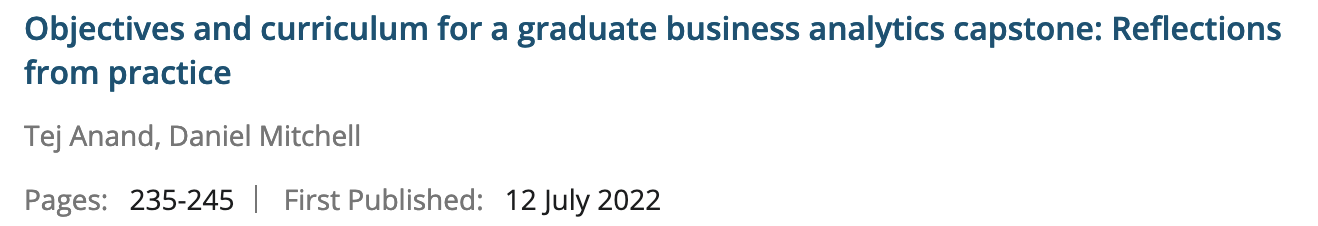 Objectives and curriculum for a graduate business analytics capstone: Reflections
from practice
Tej Anand, Daniel Mitchell
Pages: 235-245 | First Published: 12 July 2022